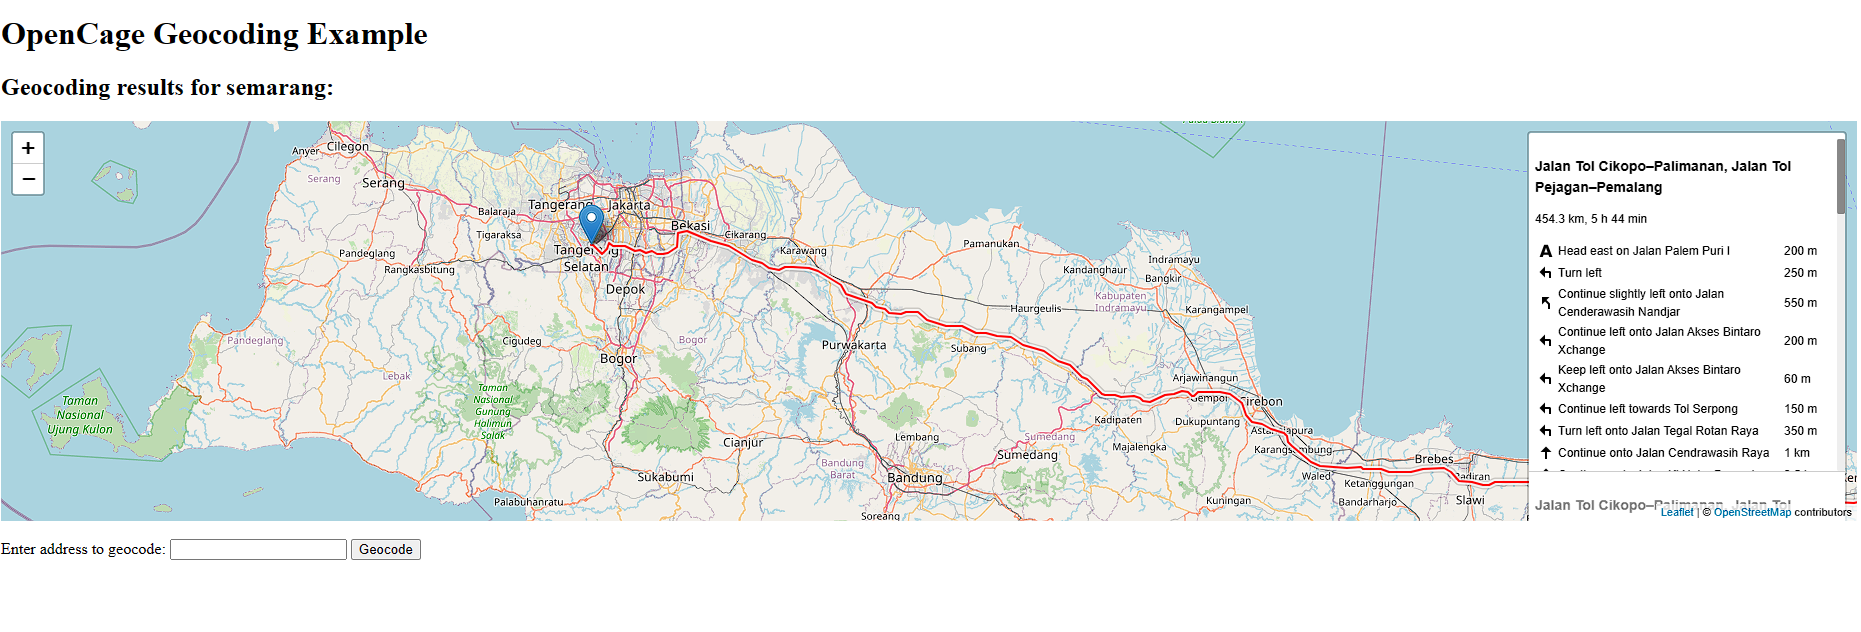 OpenCage Geocoding Example
Geocoding results for semarang:
+
−
Anyer
Cilegon
Serang
Serang
Balaraja
Tangerang
Jakarta
Tigaraksa
Bekasi
Cikarang
Pandeglang
Rangkasbitung
Tangerang
Selatan
Karawang
Depok
Pamanukan
Kandanghaur
Indramayu
Bangkir
Kabupaten
Indramayu
Karangampel
Haurgeulis
Pandeglang
Cigudeg
Bogor
Bogor
Purwakarta
Subang
Lebak
Taman
Nasional
Gunung
Halimun
Salak
Taman
Nasional
Ujung Kulon
Arjawinangun
Gempol
Cirebon
Kadipaten
Dukupuntang
Astanajapura
Lembang
Sumedang
Sumedang
Majalengka
Karangsembung
Cianjur
Bandung
Barat
Bandung
Sukabumi
Palabuhanratu
Soreang
Kuningan
Waled
Ketanggungan
Bandarjo
Brebes
Slawi
Jalan Tol Cikopo–Palimanan, Jalan Tol
Pejagan–Pemalang
454.3 km, 5 h 44 min
Head east on Jalan Palem Puri I 200 m
Turn left 250 m
Continue slightly left onto Jalan
Cenderawasih Nandjar 550 m
Continue left onto Jalan Akses Bintaro
Xchange 200 m
Keep left onto Jalan Akses Bintaro
Xchange 60 m
Continue left towards Tol Serpong 150 m
Turn left onto Jalan Tegal Rotan Raya 350 m
Continue onto Jalan Cendrawasih Raya 1 km
Jalan Tol Cikopo–Palimanan, Jalan Tol
Leaflet | © OpenStreetMap contributors
Enter address to geocode:
Geocode